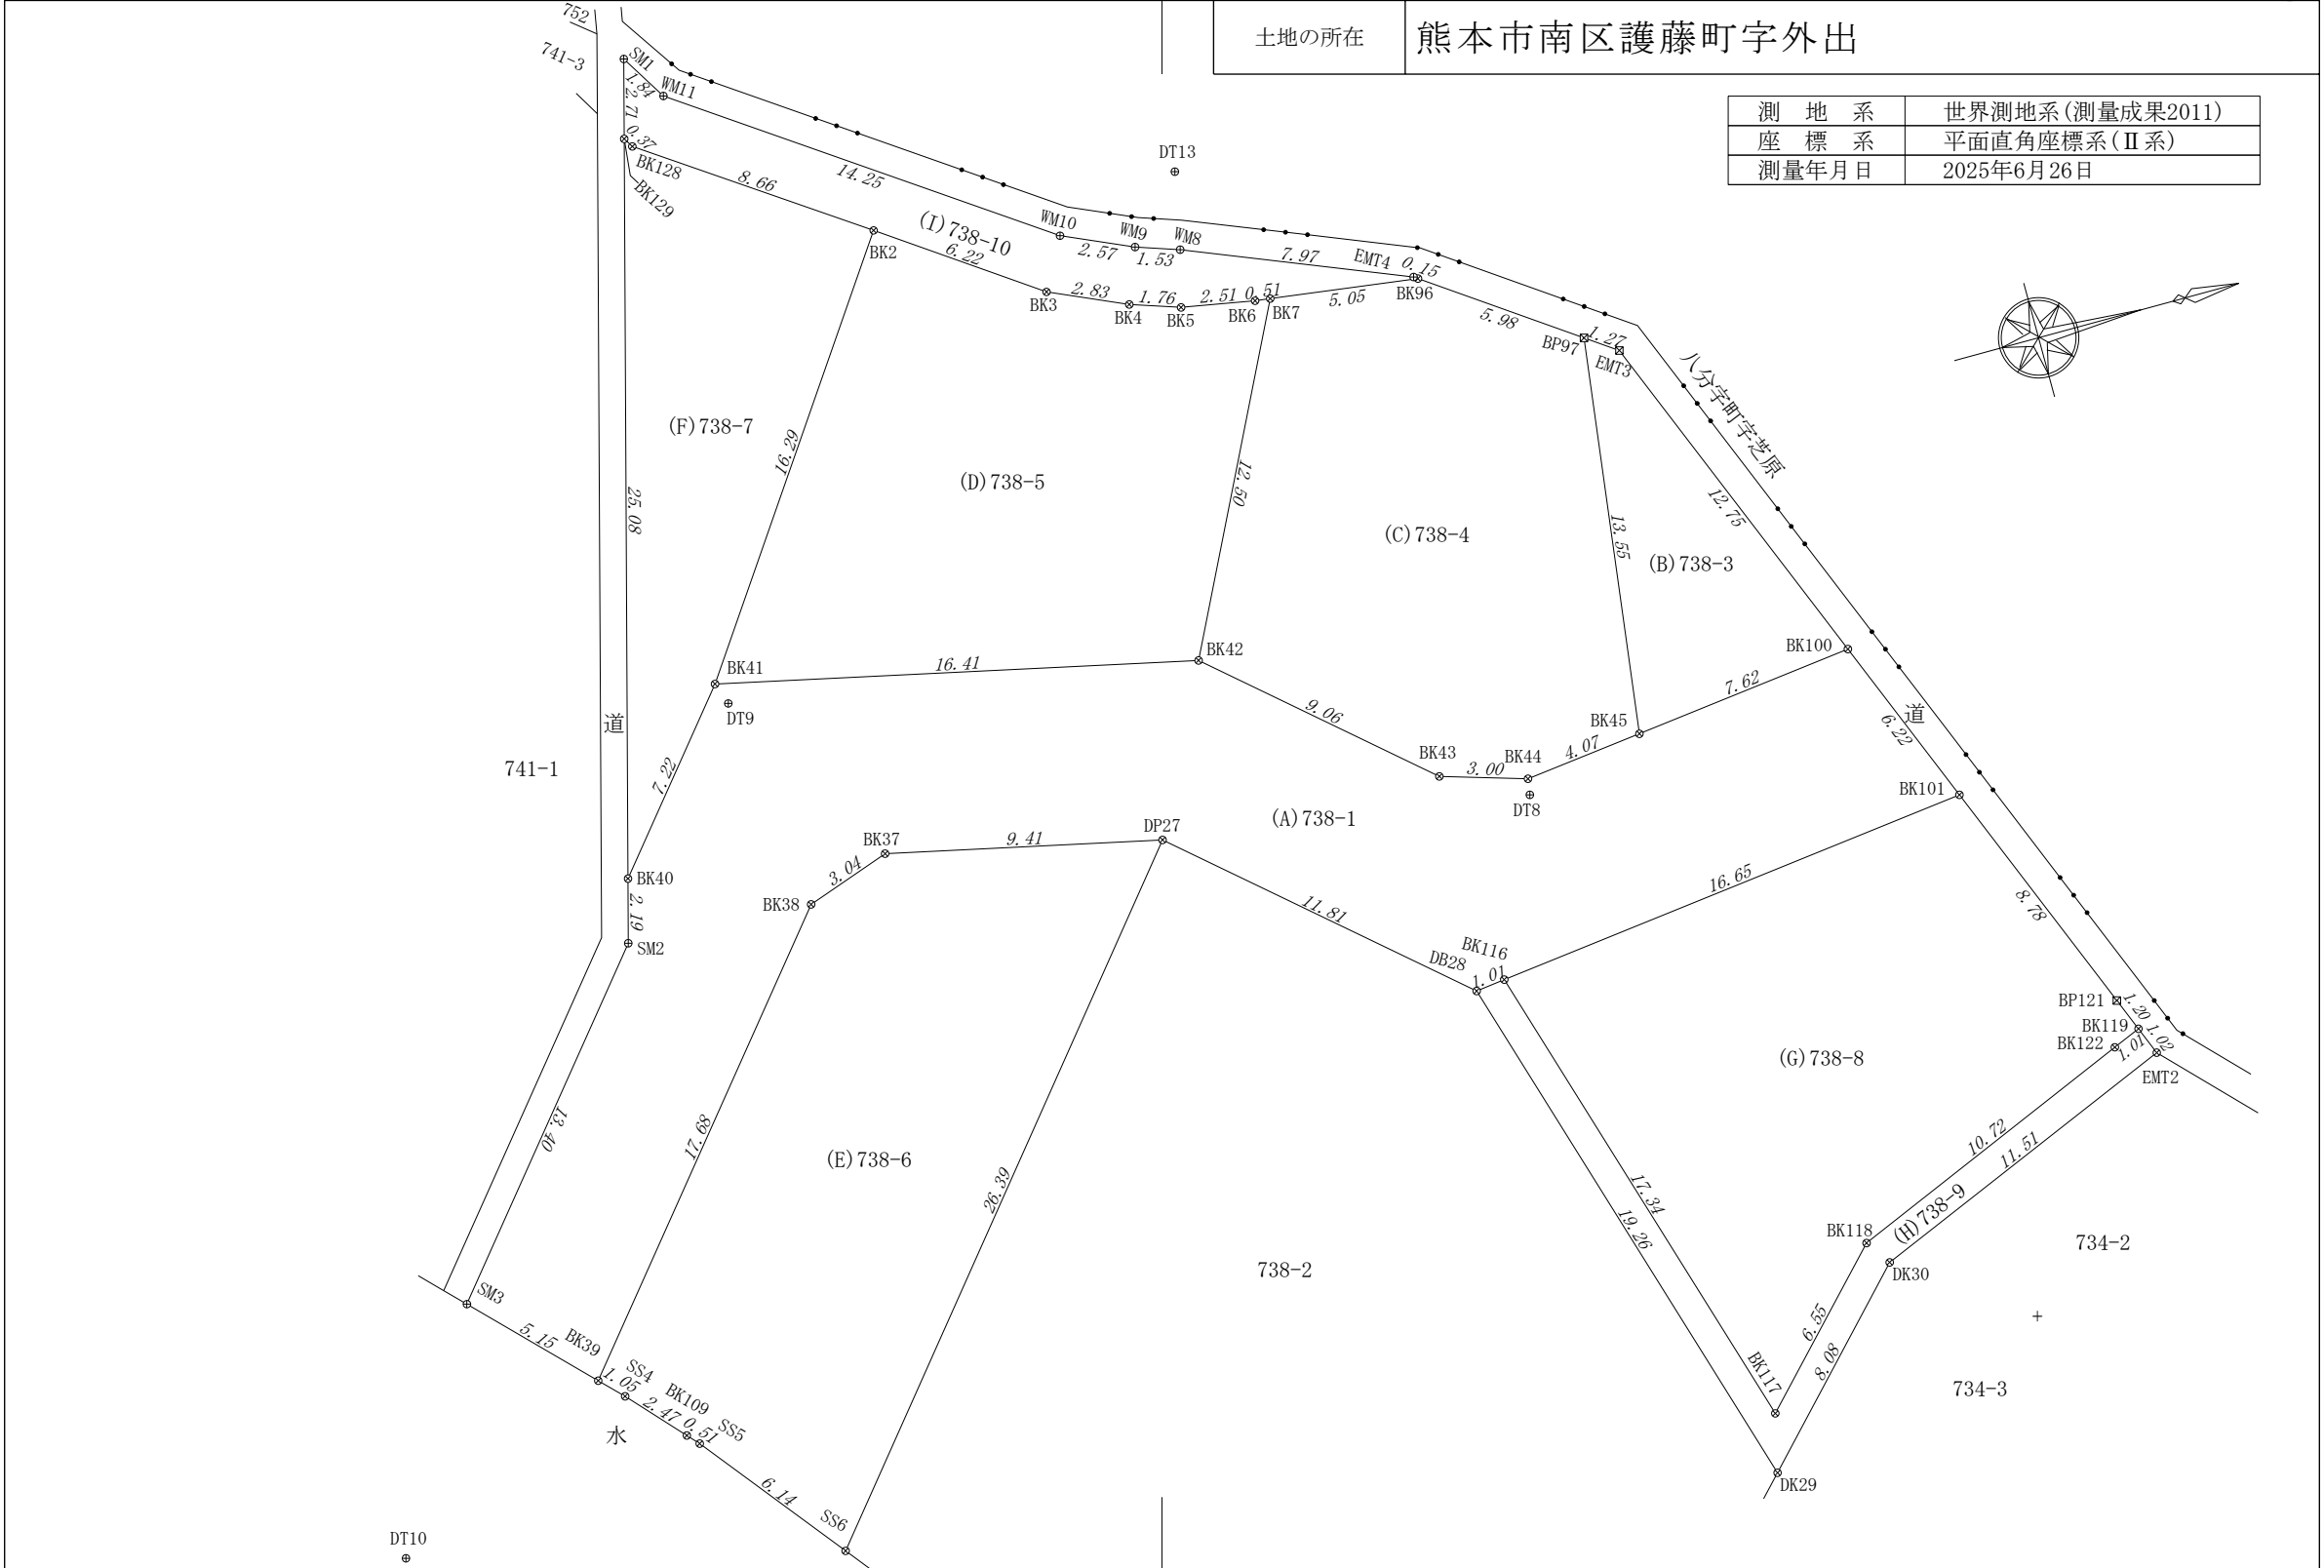 土地の所在 熊本市南区護藤町字外出
測 地 系 世界測地系(測量成果2011)
座 標 系 平面直角座標系(Ⅱ系)
測量年月日 2025年6月26日
752
741-3
SM1
1.84
WM11
2.71
0.37
BK128
BK129
8.66
14.25
DT13
(I)738-10
WM10
WM9
WM8
2.57
1.53
7.97
EMT4
0.15
BK96
BK2
6.22
BK3
2.83
BK4
1.76
BK5
2.51
BK6
0.51
BK7
5.05
5.98
BP97
1.27
EMT3
八分字町字芝原
(F)738-7
16.29
25.08
(D)738-5
12.50
(C)738-4
13.55
(B)738-3
12.75
BK100
BK41
16.41
BK42
DT9
道
741-1
7.22
9.06
BK43
3.00
BK44
4.07
BK45
7.62
道
6.22
BK101
DT8
(A)738-1
DP27
BK37
9.41
3.04
BK38
BK40
2.19
SM2
11.81
16.65
8.78
BK116
DB28
1.01
BP121
1.20
BK119
1.02
BK122
1.01
EMT2
(G)738-8
13.40
17.68
(E)738-6
26.39
738-2
17.34
19.26
10.72
11.51
(H)738-9
BK118
DK30
734-2
6.55
8.08
734-3
BK117
DK29
SM3
5.15
BK39
1.05
SS4
2.47
BK109
0.51
SS5
水
6.14
SS6
DT10